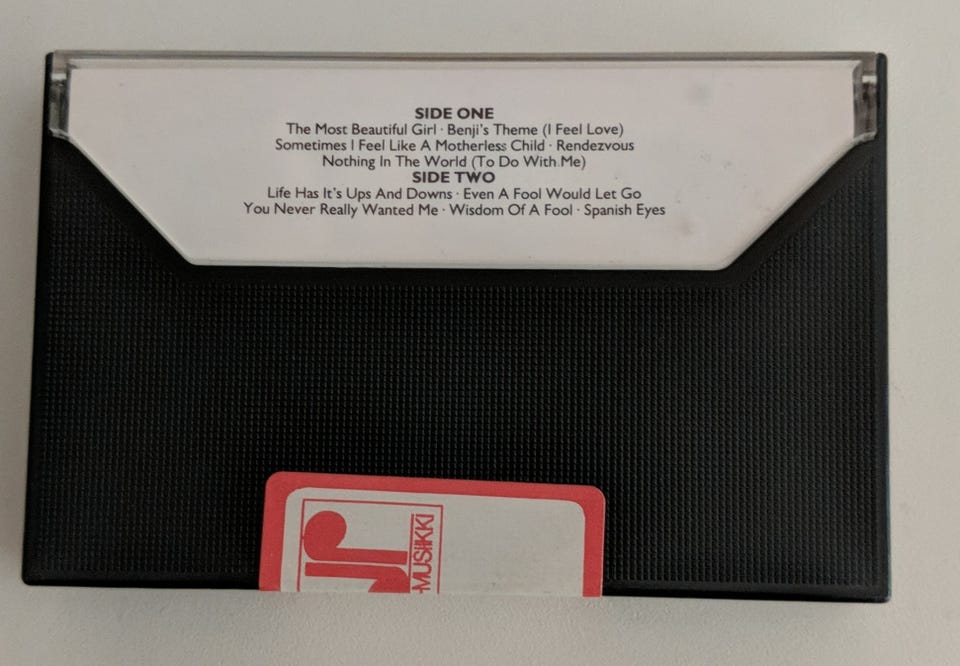 SIDE ONE
The Most Beautiful Girl · Benji's Theme (I Feel Love)
Sometimes I Feel Like A Motherless Child · Rendezvous
Nothing In The World (To Do With Me)
SIDE TWO
Life Has It's Ups And Downs · Even A Fool Would Let Go
You Never Really Wanted Me · Wisdom Of A Fool · Spanish Eyes
-MUSIIKKI